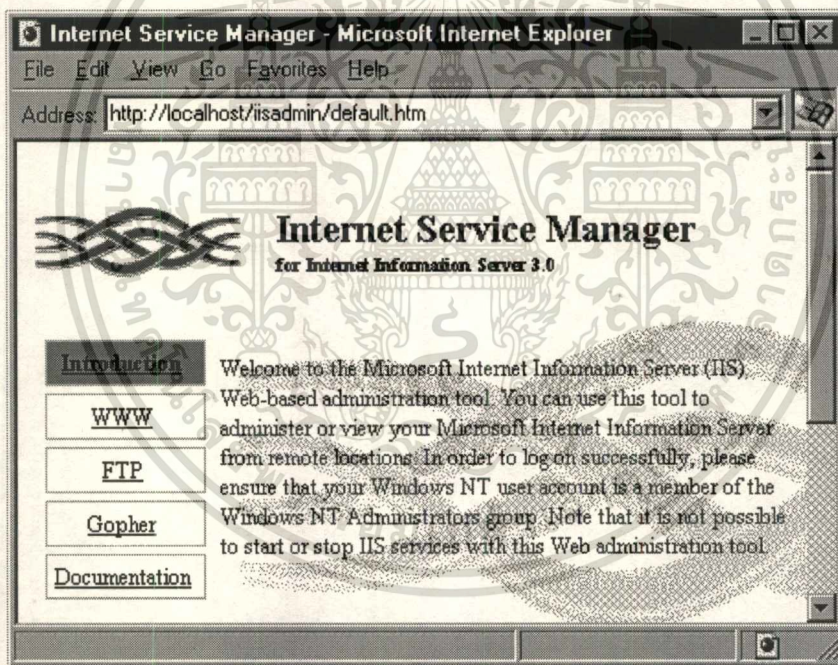 Internet Service Manager - Microsoft Internet Explorer
File Edit View Go Favorites Help
Address: http://localhost/iisadmin/default.htm
Internet Service Manager
for Internet Information Server 3.0
Introduction
WWW
FTP
Gopher
Documentation
Welcome to the Microsoft Internet Information Server (IIS)
Web-based administration tool. You can use this tool to
administer or view your Microsoft Internet Information Server
from remote locations. In order to log on successfully, please
ensure that your Windows NT user account is a member of the
Windows NT Administrators group. Note that it is not possible
to start or stop IIS services with this Web administration tool.